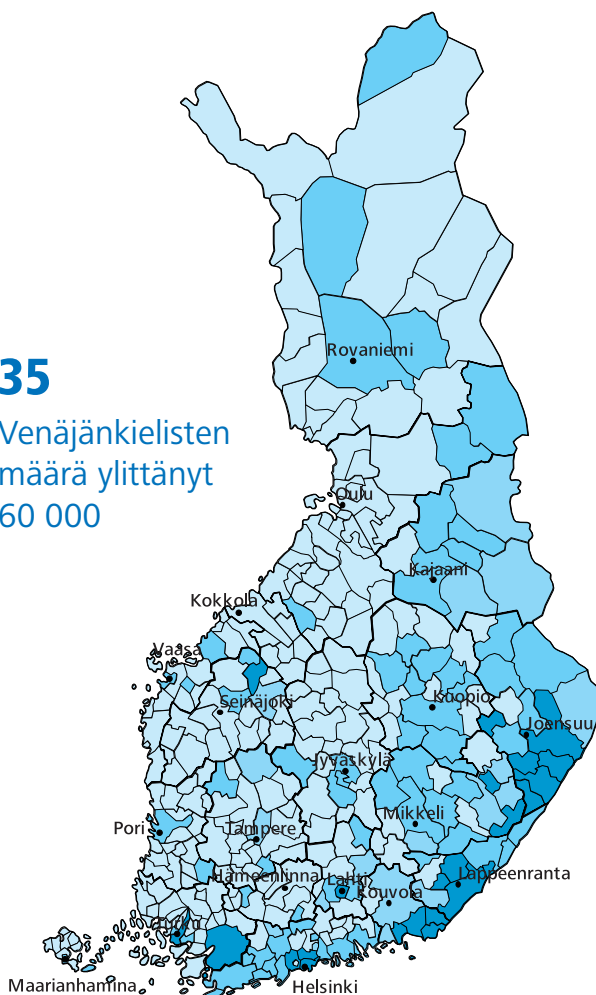 35
Venäjänkielisten
määrä ylittänyt
60 000
Rovaniemi
Oulu
Kajaani
Kokkola
Vaasa
Seinäjoki
Kuopio
Joensuu
Jyväskylä
Mikkeli
Pori
Tampere
Hämeenlinna
Lahti
Kouvola
Lappeenranta
Turku
Maarianhamina
Helsinki